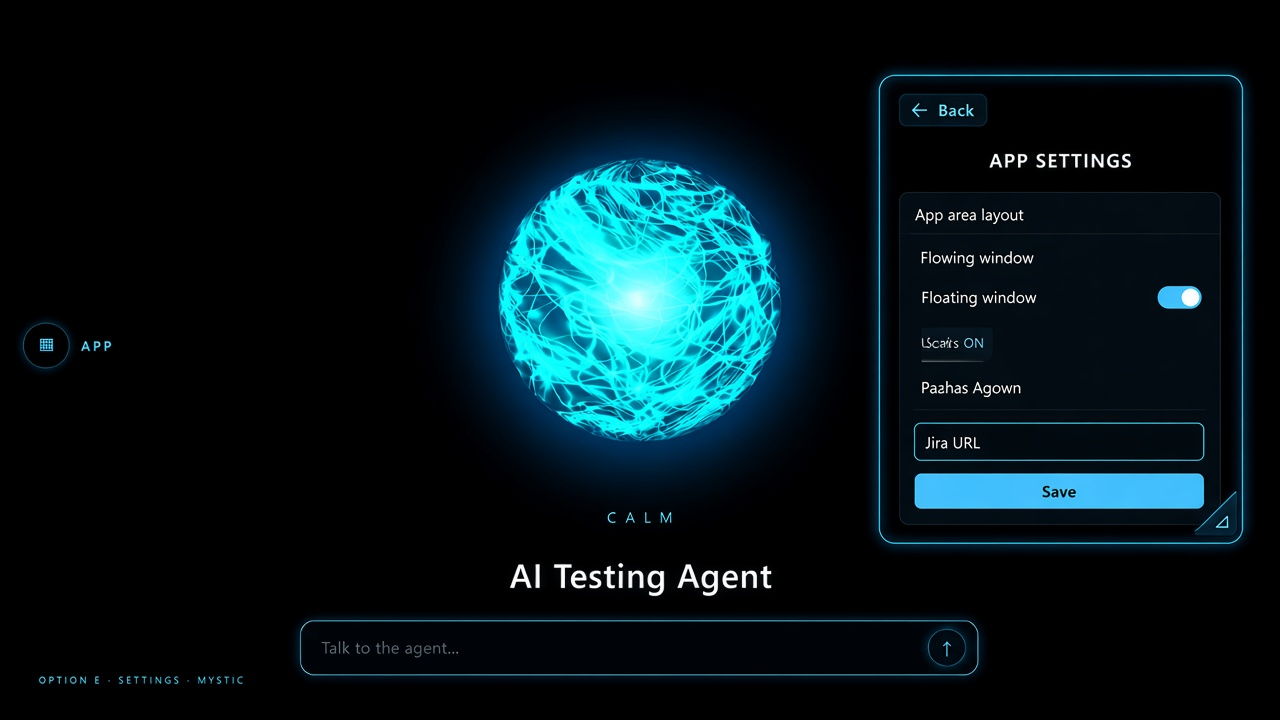 Back
APP SETTINGS
App area layout
Flowing window
Floating window
ON
Paahas Agown
Jira URL
Save
APP
CALM
AI Testing Agent
Talk to the agent...
OPTION E · SETTINGS · MYSTIC